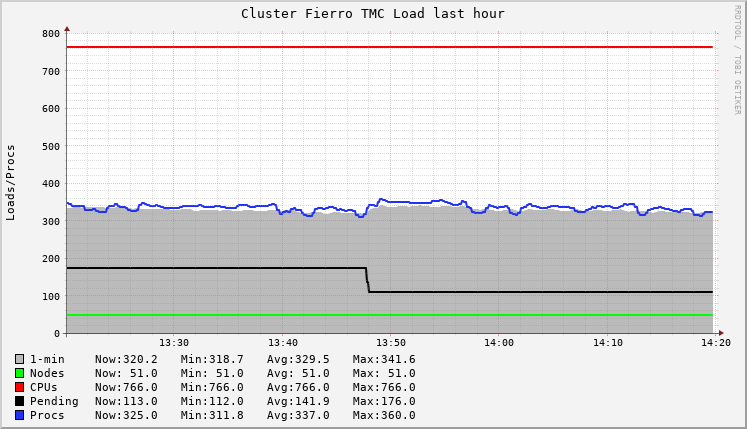 Cluster Fierro TMC Load last hour
RRDTOOL / TOBI OETIKER
Loads/Procs
800
700
600
500
400
300
200
100
0
13:30 13:40 13:50 14:00 14:10 14:20
1-min Now:320.2 Min:318.7 Avg:329.5 Max:341.6
Nodes Now: 51.0 Min: 51.0 Avg: 51.0 Max: 51.0
CPUs Now:766.0 Min:766.0 Avg:766.0 Max:766.0
Pending Now:113.0 Min:112.0 Avg:141.9 Max:176.0
Procs Now:325.0 Min:311.8 Avg:337.0 Max:360.0